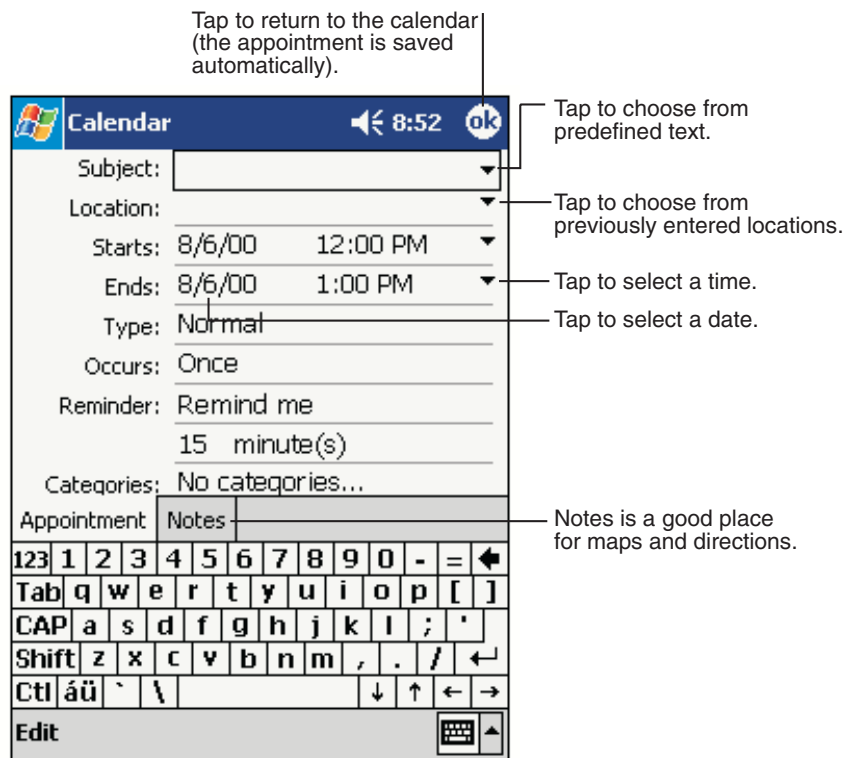 Tap to return to the calendar
(the appointment is saved
automatically).
Calendar 8:52 ok
Tap to choose from
predefined text.
Subject:
Location:
Tap to choose from
previously entered locations.
Starts: 8/6/00 12:00 PM
Ends: 8/6/00 1:00 PM
Tap to select a time.
Type: Normal
Tap to select a date.
Occurs: Once
Reminder: Remind me
15 minute(s)
Categories: No categories...
Appointment Notes
Notes is a good place
for maps and directions.
123 1 2 3 4 5 6 7 8 9 0 - =
Tab q w e r t y u i o p [ ]
CAP a s d f g h j k l ; '
Shift z x c v b n m , . /
Ctl áü ` \ ↓ ↑ ← →
Edit